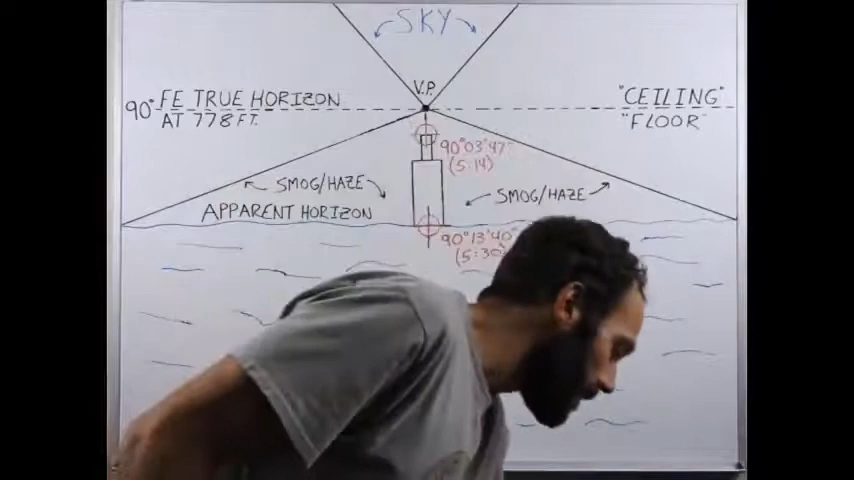 SKY
V.P.
90° FE TRUE HORIZON
AT 778 FT.
"CEILING"
"FLOOR"
90°03'47"
(5:14)
SMOG/HAZE
SMOG/HAZE
APPARENT HORIZON
90°13'40"
(5:30